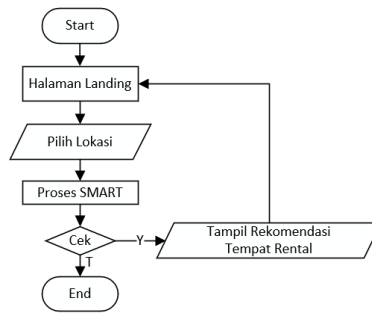 Start
Halaman Landing
Pilih Lokasi
Proses SMART
Cek
Y
Tampil Rekomendasi
Tempat Rental
T
End